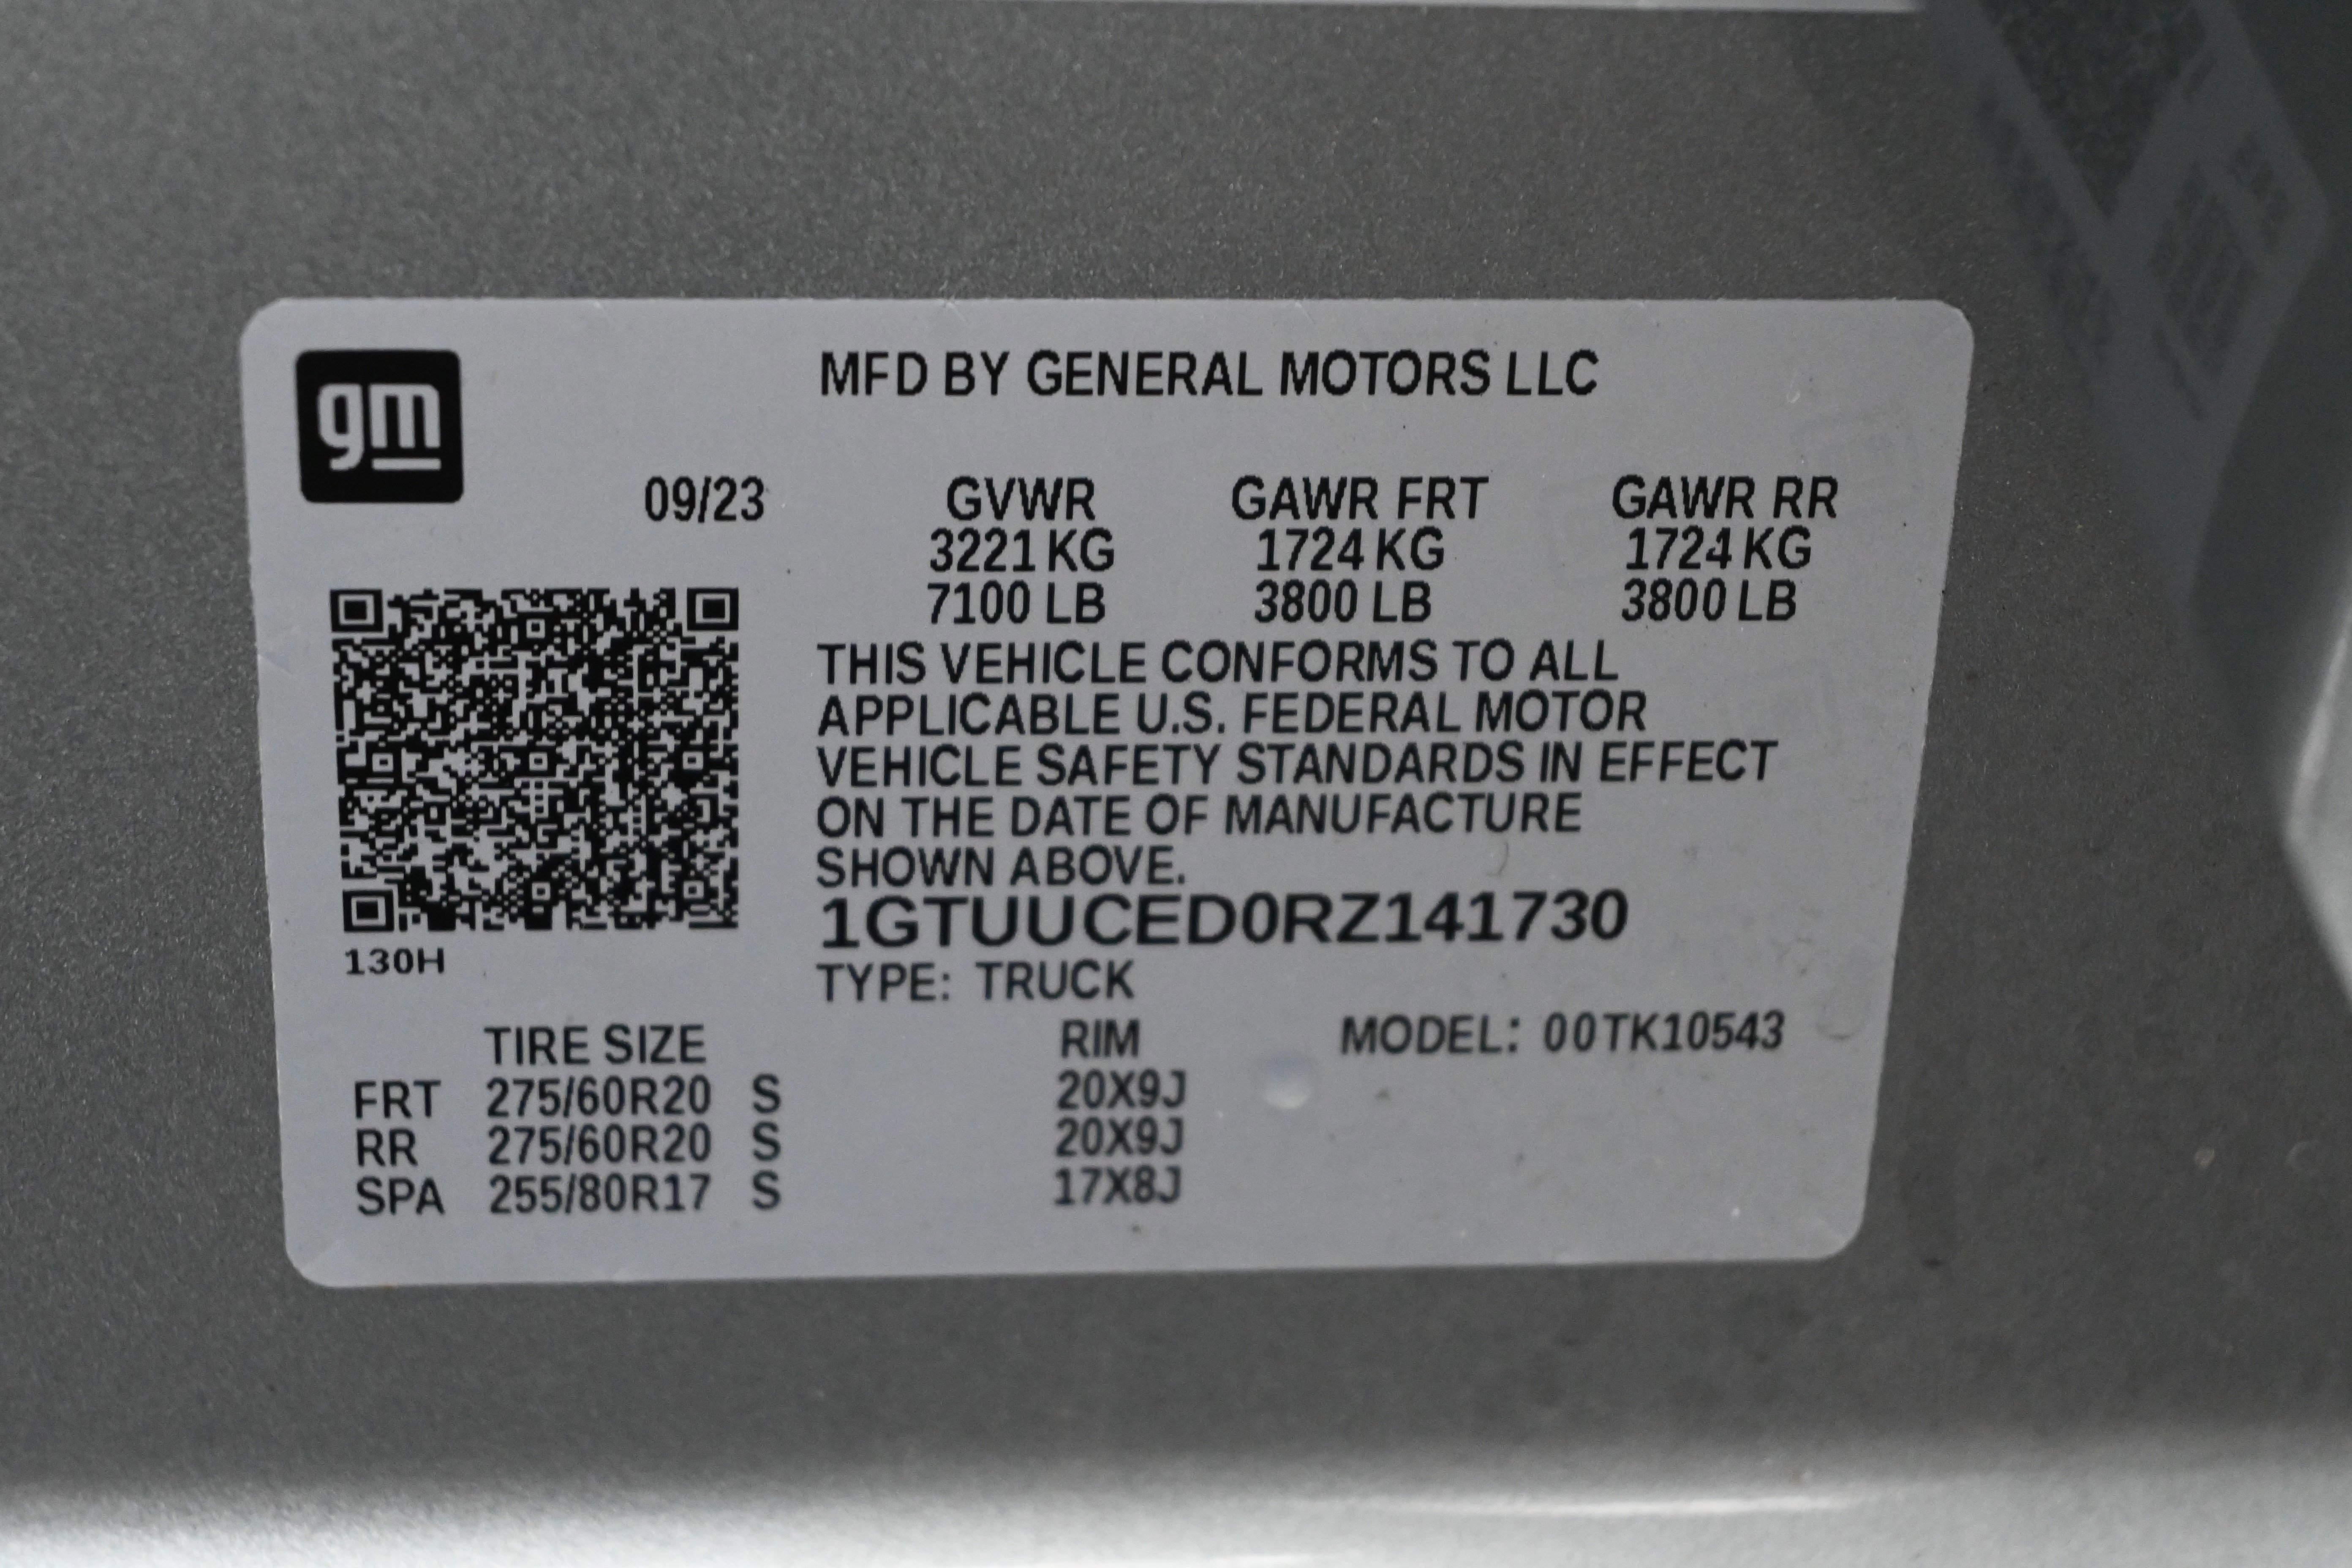 gm
MFD BY GENERAL MOTORS LLC
09/23 GVWR GAWR FRT GAWR RR
3221 KG 1724 KG 1724 KG
7100 LB 3800 LB 3800 LB
THIS VEHICLE CONFORMS TO ALL
APPLICABLE U.S. FEDERAL MOTOR
VEHICLE SAFETY STANDARDS IN EFFECT
ON THE DATE OF MANUFACTURE
SHOWN ABOVE.
1GTUUCED0RZ141730
130H
TYPE: TRUCK
TIRE SIZE RIM MODEL: 00TK10543
FRT 275/60R20 S 20X9J
RR 275/60R20 S 20X9J
SPA 255/80R17 S 17X8J